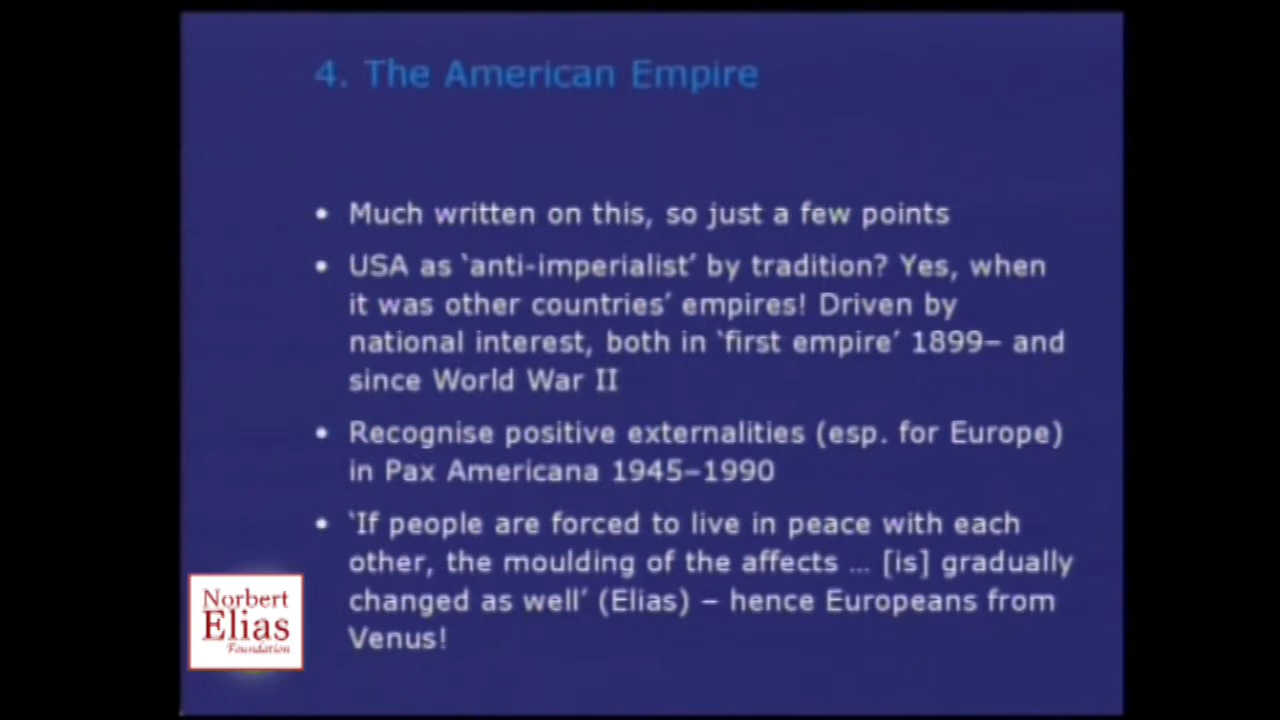 4. The American Empire
• Much written on this, so just a few points
• USA as ‘anti-imperialist’ by tradition? Yes, when
it was other countries’ empires! Driven by
national interest, both in ‘first empire’ 1899– and
since World War II
• Recognise positive externalities (esp. for Europe)
in Pax Americana 1945–1990
• ‘If people are forced to live in peace with each
other, the moulding of the affects … [is] gradually
changed as well’ (Elias) – hence Europeans from
Venus!
Norbert
Elias
Foundation